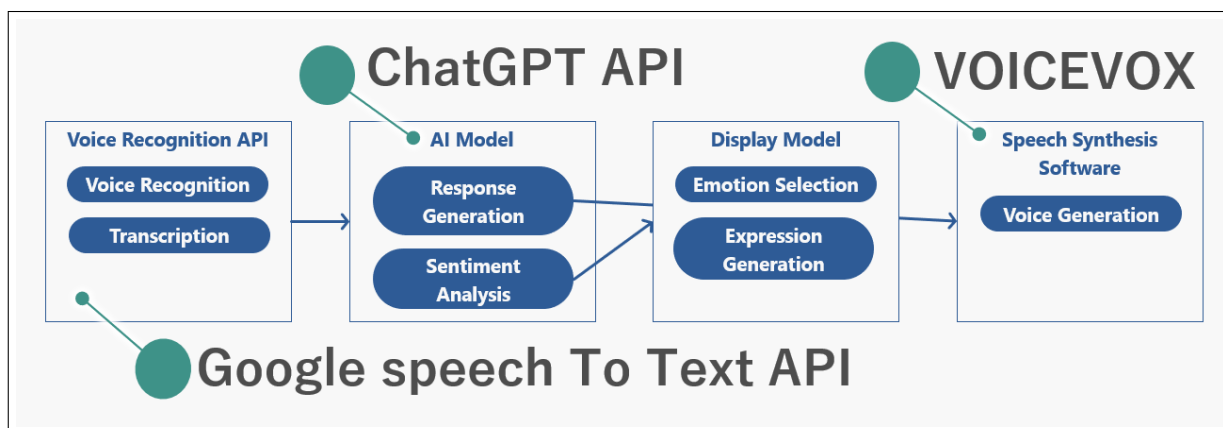 ChatGPT API
VOICEVOX
Voice Recognition API
Voice Recognition
Transcription
AI Model
Response
Generation
Sentiment
Analysis
Display Model
Emotion Selection
Expression
Generation
Speech Synthesis
Software
Voice Generation
Google speech To Text API